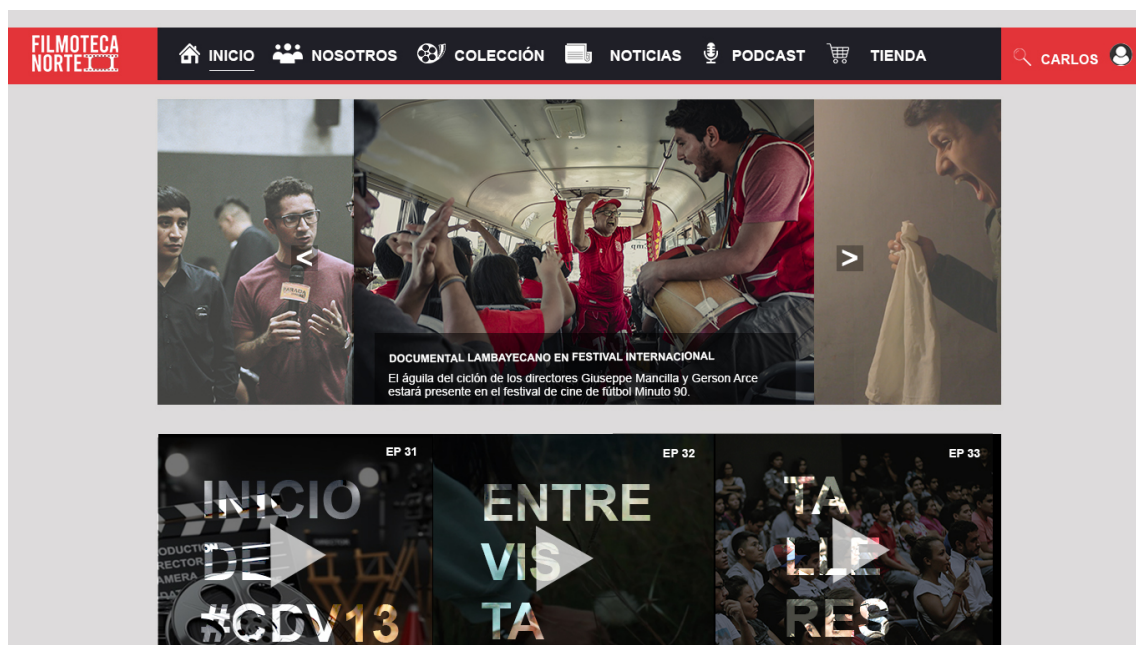 FILMOTECA
NORTE
INICIO
NOSOTROS
COLECCIÓN
NOTICIAS
PODCAST
TIENDA
CARLOS
<
>
DOCUMENTAL LAMBAYECANO EN FESTIVAL INTERNACIONAL
El águila del ciclón de los directores Giuseppe Mancilla y Gerson Arce
estará presente en el festival de cine de fútbol Minuto 90.
EP 31
INICIO
DE
#CDV13
DIRECTOR
EP 32
ENTRE
VIS
TA
EP 33
TA
LLE
RES